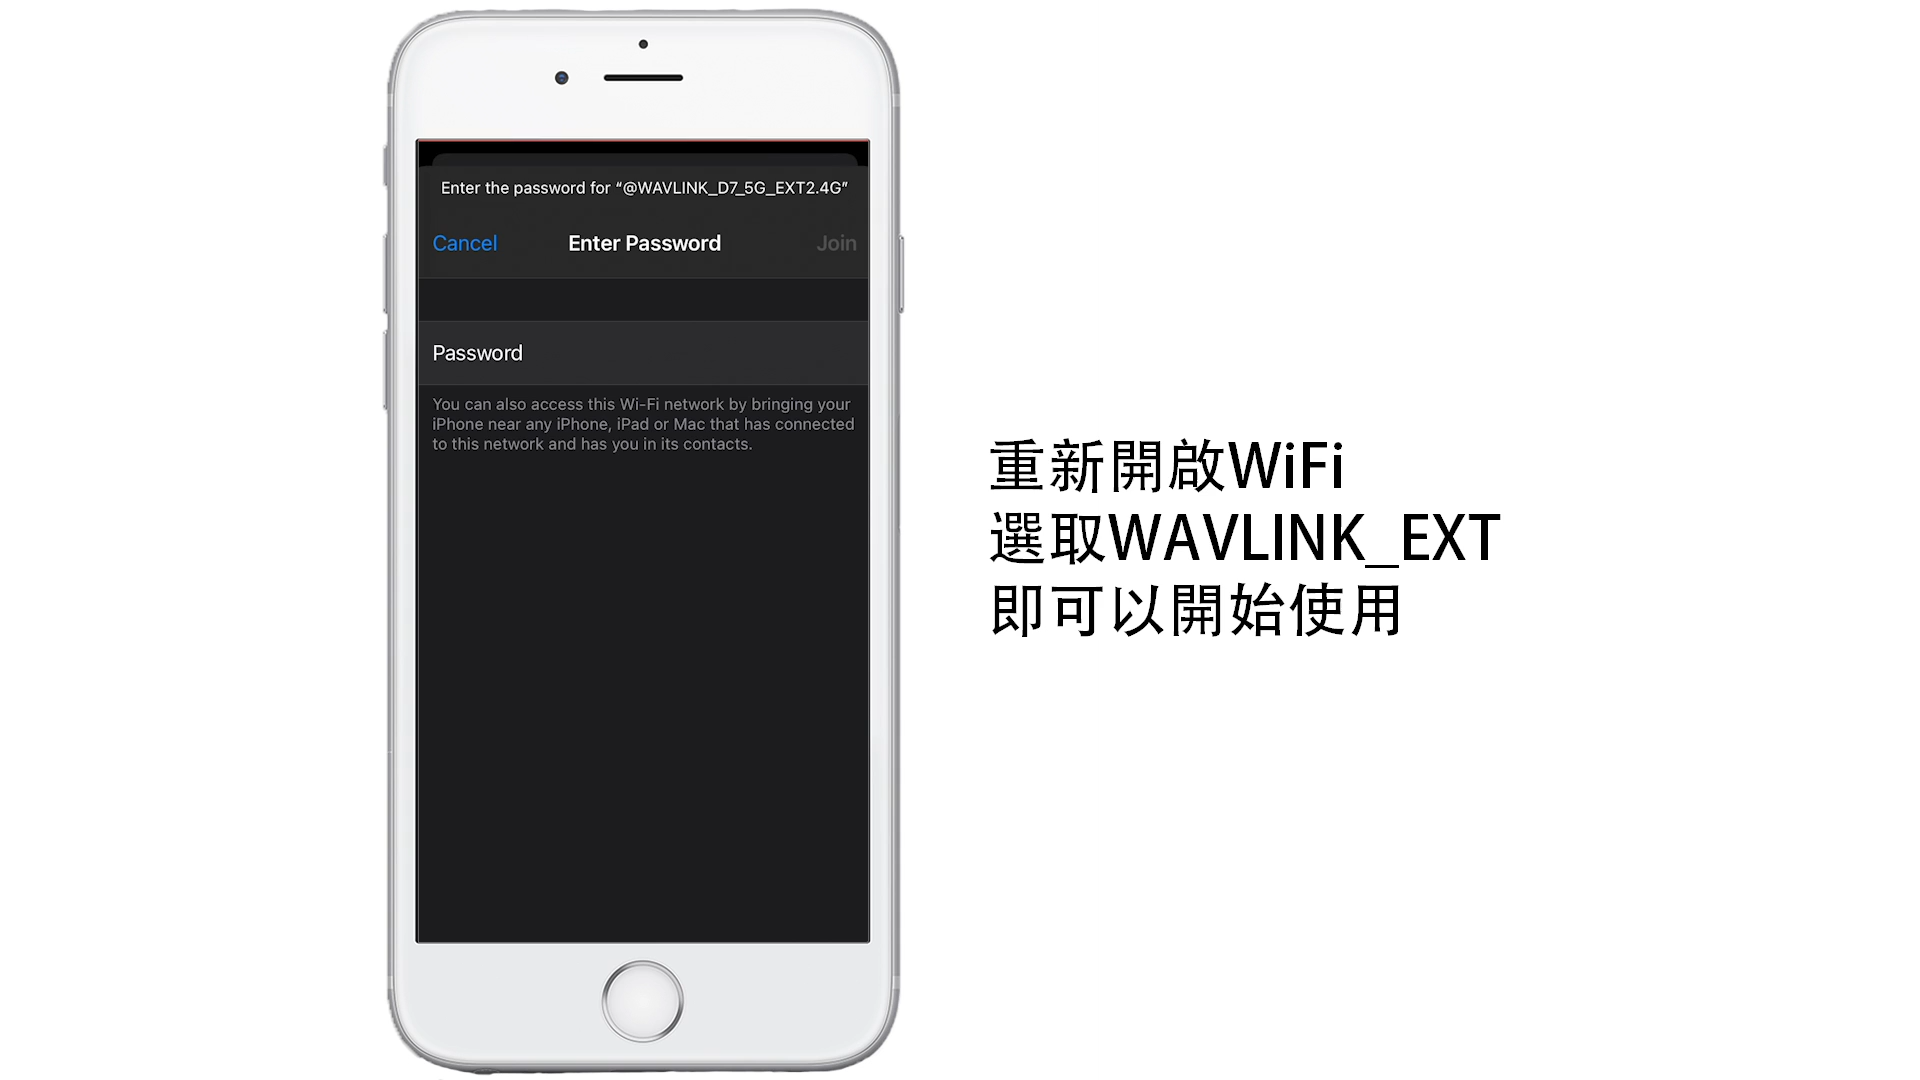 Enter the password for “@WAVLINK_D7_5G_EXT2.4G”
Cancel
Enter Password
Join
Password
You can also access this Wi-Fi network by bringing your
iPhone near any iPhone, iPad or Mac that has connected
to this network and has you in its contacts.
重新開啟WiFi
選取WAVLINK_EXT
即可以開始使用